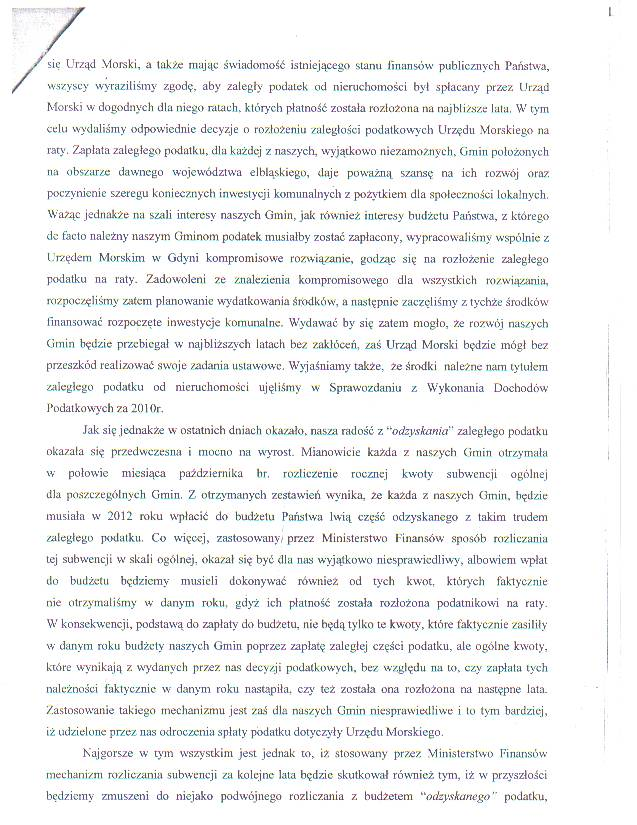 się Urząd Morski, a także mając świadomość istniejącego stanu finansów publicznych Państwa,
wszyscy wyraziliśmy zgodę, aby zaległy podatek od nieruchomości był spłacany przez Urząd
Morski w dogodnych dla niego ratach, których płatność została rozłożona na najbliższe lata. W tym
celu wydaliśmy odpowiednie decyzje o rozłożeniu zaległości podatkowych Urzędu Morskiego na
raty. Zapłata zaległego podatku, dla każdej z naszych, wyjątkowo niezamożnych, Gmin położonych
na obszarze dawnego województwa elbląskiego, daje poważną szansę na ich rozwój oraz
poczynienie szeregu koniecznych inwestycji komunalnych z pożytkiem dla społeczności lokalnych.
Ważąc jednakże na szali interesy naszych Gmin, jak również interesy budżetu Państwa, z którego
de facto należny naszym Gminom podatek musiałby zostać zapłacony, wypracowaliśmy wspólnie z
Urzędem Morskim w Gdyni kompromisowe rozwiązanie, godząc się na rozłożenie zaległego
podatku na raty. Zadowoleni ze znalezienia kompromisowego dla wszystkich rozwiązania,
rozpoczęliśmy zatem planowanie wydatkowania środków, a następnie zaczęliśmy z tychże środków
finansować rozpoczęte inwestycje komunalne. Wydawać by się zatem mogło, że rozwój naszych
Gmin będzie przebiegał w najbliższych latach bez zakłóceń, zaś Urząd Morski będzie mógł bez
przeszkód realizować swoje zadania ustawowe. Wyjaśniamy także, że środki należne nam tytułem
zaległego podatku od nieruchomości ujęliśmy w Sprawozdaniu z Wykonania Dochodów
Podatkowych za 2010r.
Jak się jednakże w ostatnich dniach okazało, nasza radość z “odzyskania” zaległego podatku
okazała się przedwczesna i mocno na wyrost. Mianowicie każda z naszych Gmin otrzymała
w połowie miesiąca października br. rozliczenie rocznej kwoty subwencji ogólnej
dla poszczególnych Gmin. Z otrzymanych zestawień wynika, że każda z naszych Gmin, będzie
musiała w 2012 roku wpłacić do budżetu Państwa lwią część odzyskanego z takim trudem
zaległego podatku. Co więcej, zastosowany przez Ministerstwo Finansów sposób rozliczania
tej subwencji w skali ogólnej, okazał się być dla nas wyjątkowo niesprawiedliwy, albowiem wpłat
do budżetu będziemy musieli dokonywać również od tych kwot, których faktycznie
nie otrzymaliśmy w danym roku, gdyż ich płatność została rozłożona podatnikowi na raty.
W konsekwencji, podstawą do zapłaty do budżetu, nie będą tylko te kwoty, które faktycznie zasiliły
w danym roku budżety naszych Gmin poprzez zapłatę zaległej części podatku, ale ogólne kwoty,
które wynikają z wydanych przez nas decyzji podatkowych, bez względu na to, czy zapłata tych
należności faktycznie w danym roku nastąpiła, czy też została ona rozłożona na następne lata.
Zastosowanie takiego mechanizmu jest zaś dla naszych Gmin niesprawiedliwe i to tym bardziej,
iż udzielone przez nas odroczenia spłaty podatku dotyczyły Urzędu Morskiego.
Najgorsze w tym wszystkim jest jednak to, iż stosowany przez Ministerstwo Finansów
mechanizm rozliczania subwencji za kolejne lata będzie skutkował również tym, iż w przyszłości
będziemy zmuszeni do niejako podwójnego rozliczania z budżetem “odzyskanego” podatku,